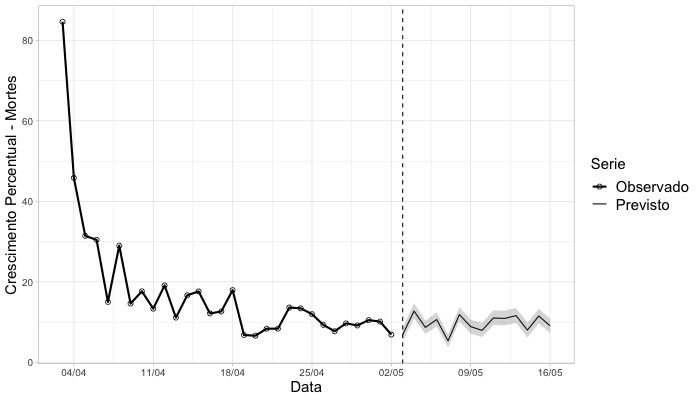 Crescimento Percentual - Mortes
80
60
40
20
0
04/04
11/04
18/04
25/04
02/05
09/05
16/05
Data
Serie
Observado
Previsto